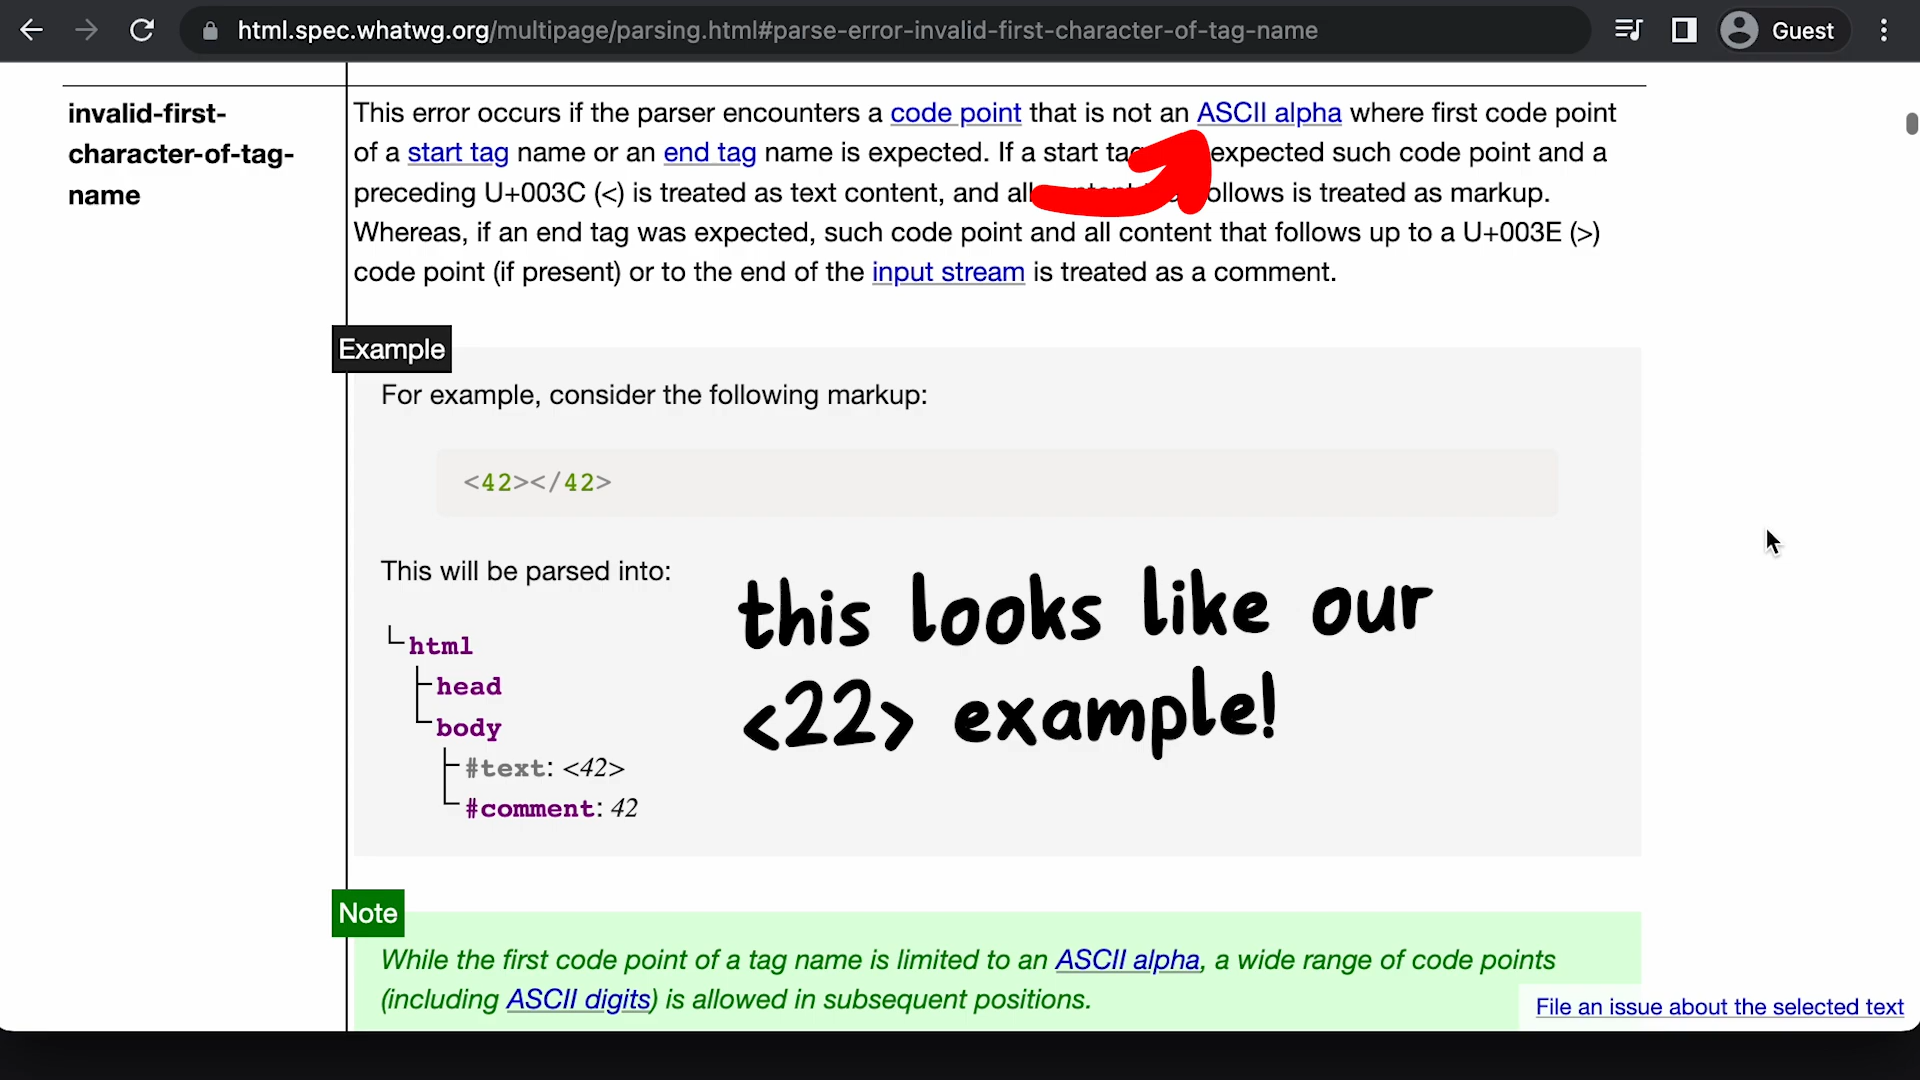 html.spec.whatwg.org/multipage/parsing.html#parse-error-invalid-first-character-of-tag-name
Guest
invalid-first-
character-of-tag-
name
This error occurs if the parser encounters a code point that is not an ASCII alpha where first code point
of a start tag name or an end tag name is expected. If a start tag expected such code point and a
preceding U+003C (<) is treated as text content, and all content follows is treated as markup.
Whereas, if an end tag was expected, such code point and all content that follows up to a U+003E (>)
code point (if present) or to the end of the input stream is treated as a comment.
Example
For example, consider the following markup:
<42></42>
This will be parsed into:
html
head
body
#text: <42>
#comment: 42
this looks like our
<22> example!
Note
While the first code point of a tag name is limited to an ASCII alpha, a wide range of code points
(including ASCII digits) is allowed in subsequent positions.
File an issue about the selected text